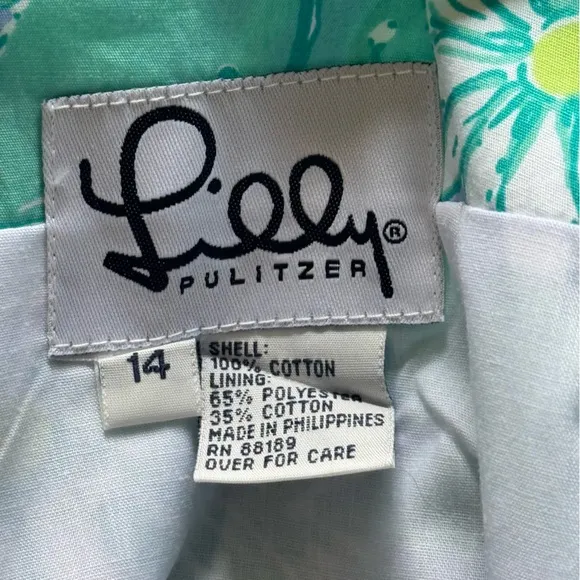 Lilly®
PULITZER
14
SHELL:
100% COTTON
LINING:
65% POLYESTER
35% COTTON
MADE IN PHILIPPINES
RN 88189
OVER FOR CARE